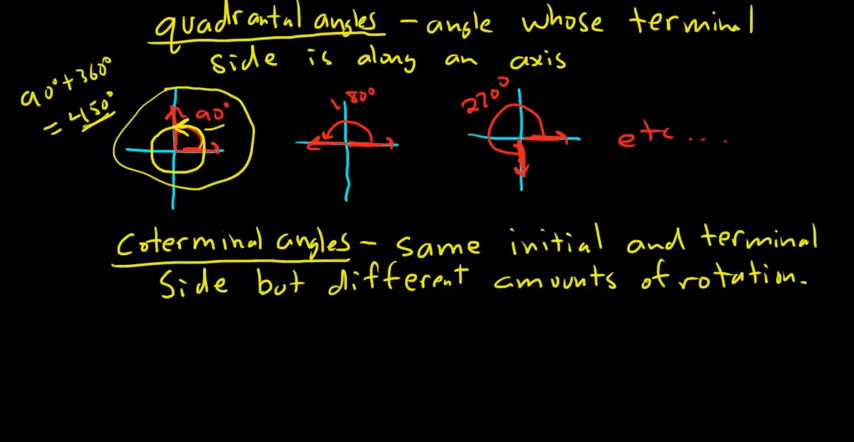 quadrantal angles - angle whose terminal
side is along an axis
90° + 360°
= 450°
90°
180°
270°
etc...
Coterminal angles - same initial and terminal
side but different amounts of rotation.